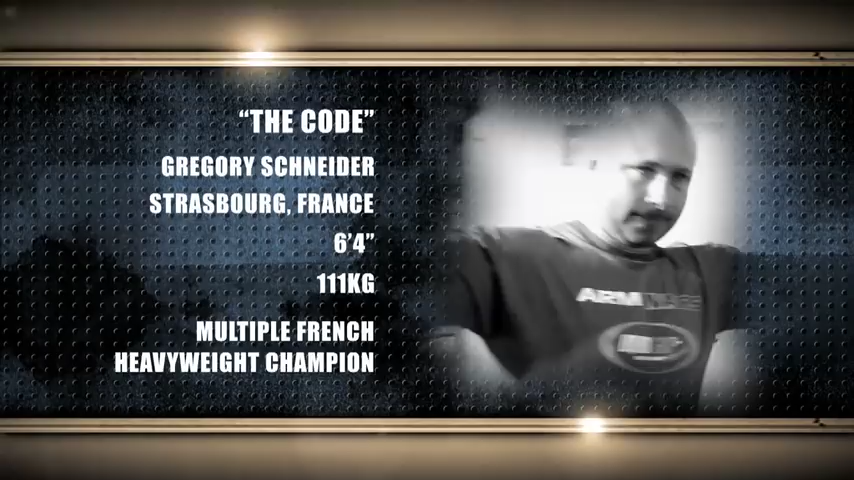 “THE CODE”
GREGORY SCHNEIDER
STRASBOURG, FRANCE
6’4”
111KG
MULTIPLE FRENCH
HEAVYWEIGHT CHAMPION